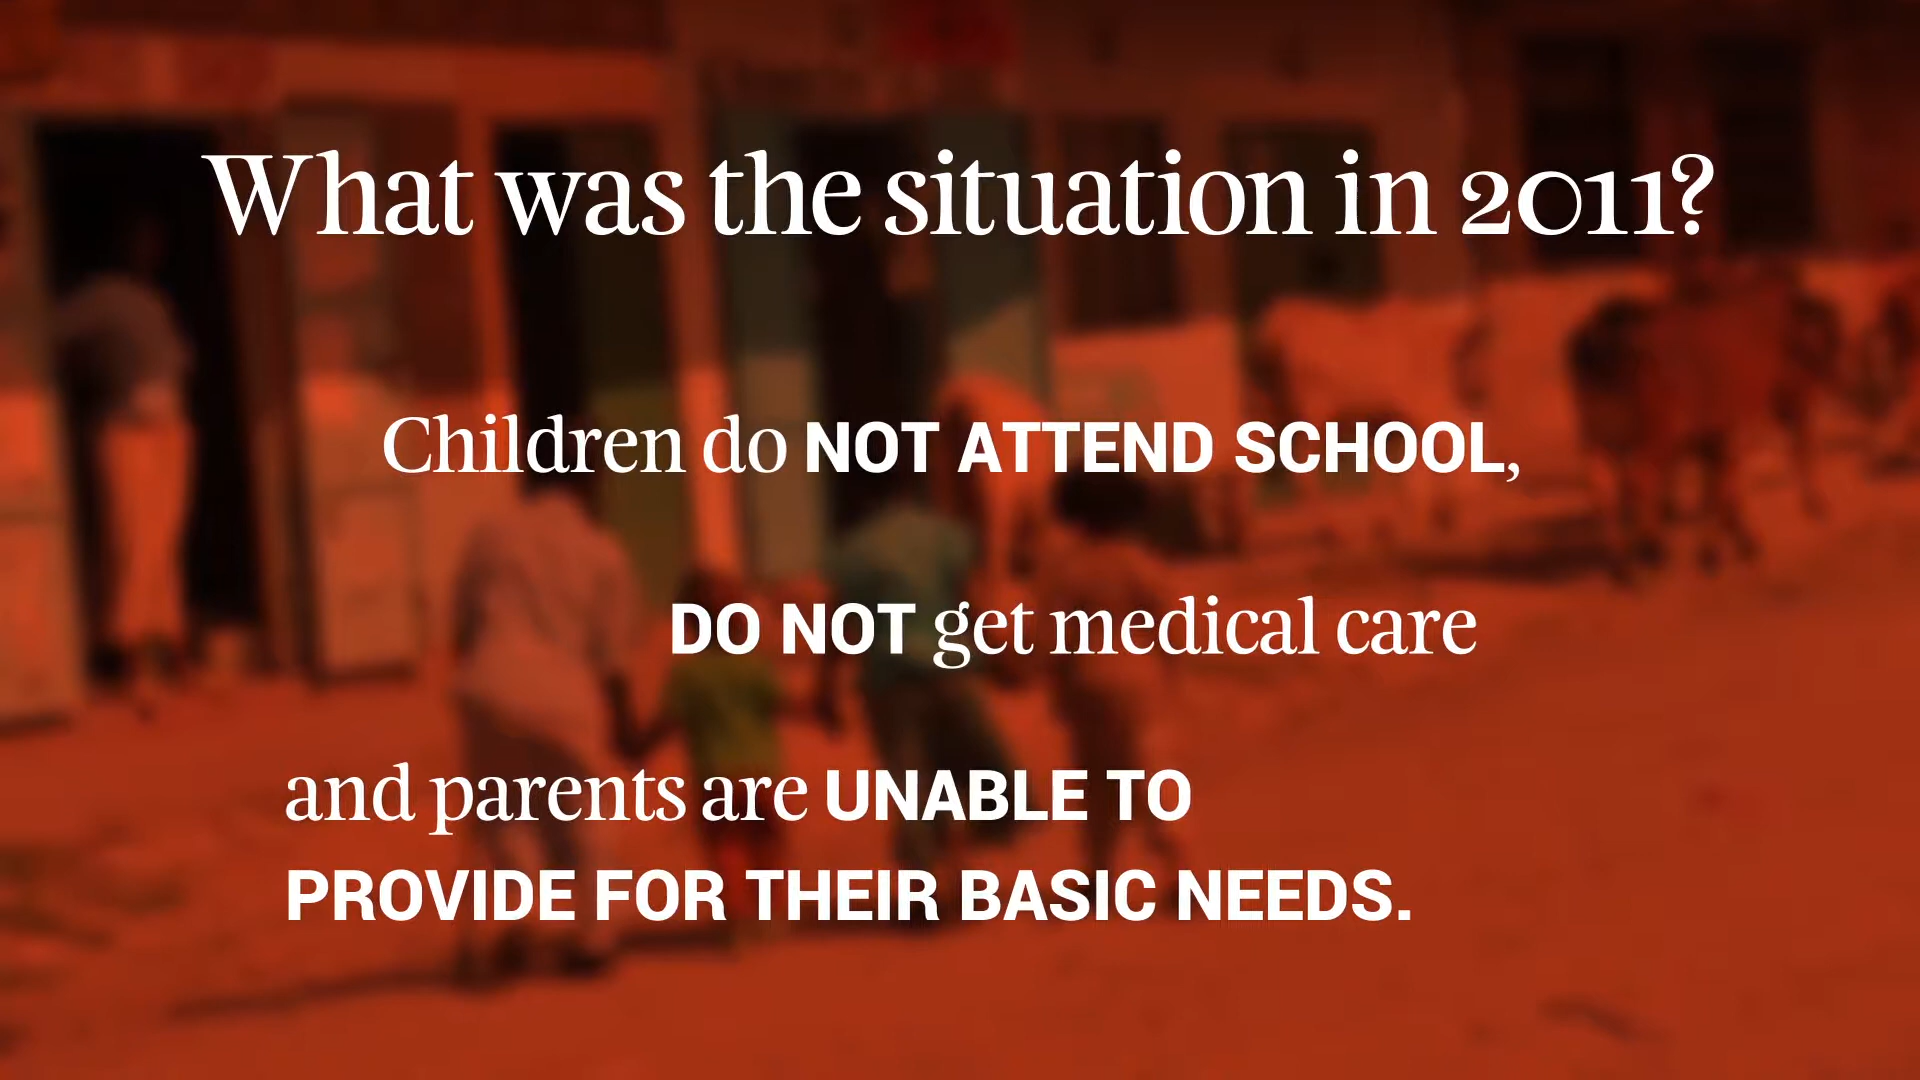 What was the situation in 2011?
Children do NOT ATTEND SCHOOL,
DO NOT get medical care
and parents are UNABLE TO
PROVIDE FOR THEIR BASIC NEEDS.